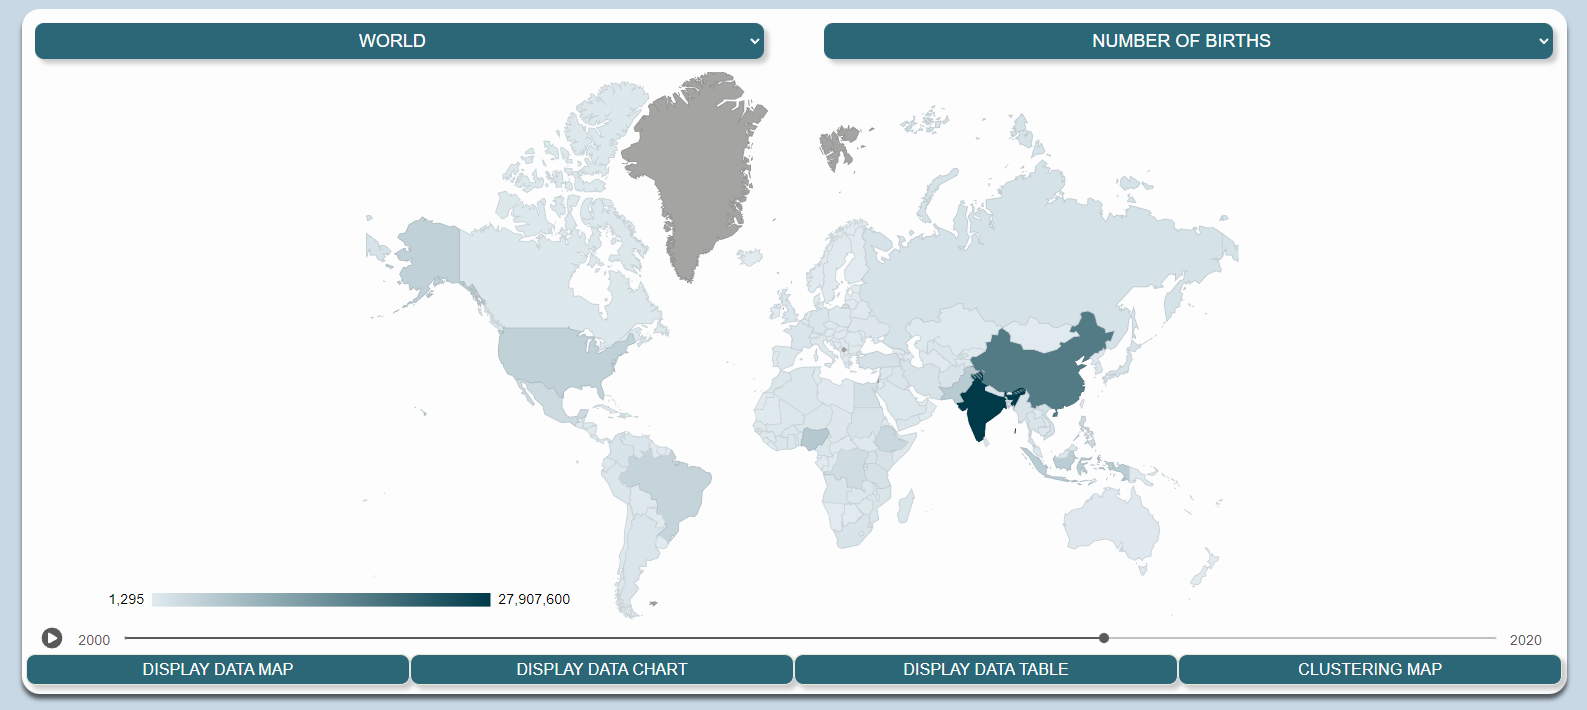 WORLD
NUMBER OF BIRTHS
1,295
27,907,600
2000
2020
DISPLAY DATA MAP
DISPLAY DATA CHART
DISPLAY DATA TABLE
CLUSTERING MAP